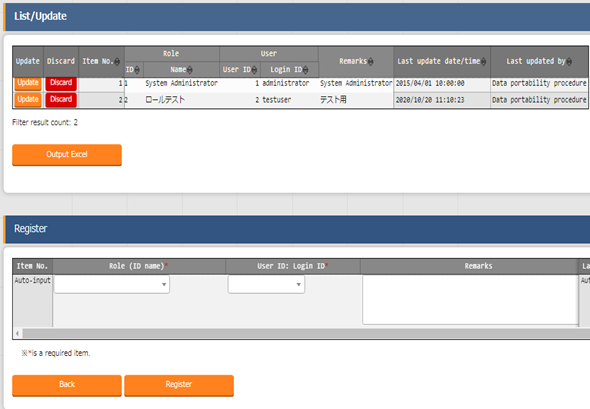 List/Update
Update Discard Item No. Role User Remarks Last update date/time Last updated by
ID Name User ID Login ID
Update Discard 1 1 System Administrator 1 administrator System Administrator 2015/04/01 10:00:00 Data portability procedure
Update Discard 2 2 ロールテスト 2 testuser テスト用 2020/10/20 11:10:23 Data portability procedure
Filter result count: 2
Output Excel
Register
Item No. Role (ID name)* User ID: Login ID* Remarks La
Auto-input Aut
※*is a required item.
Back Register